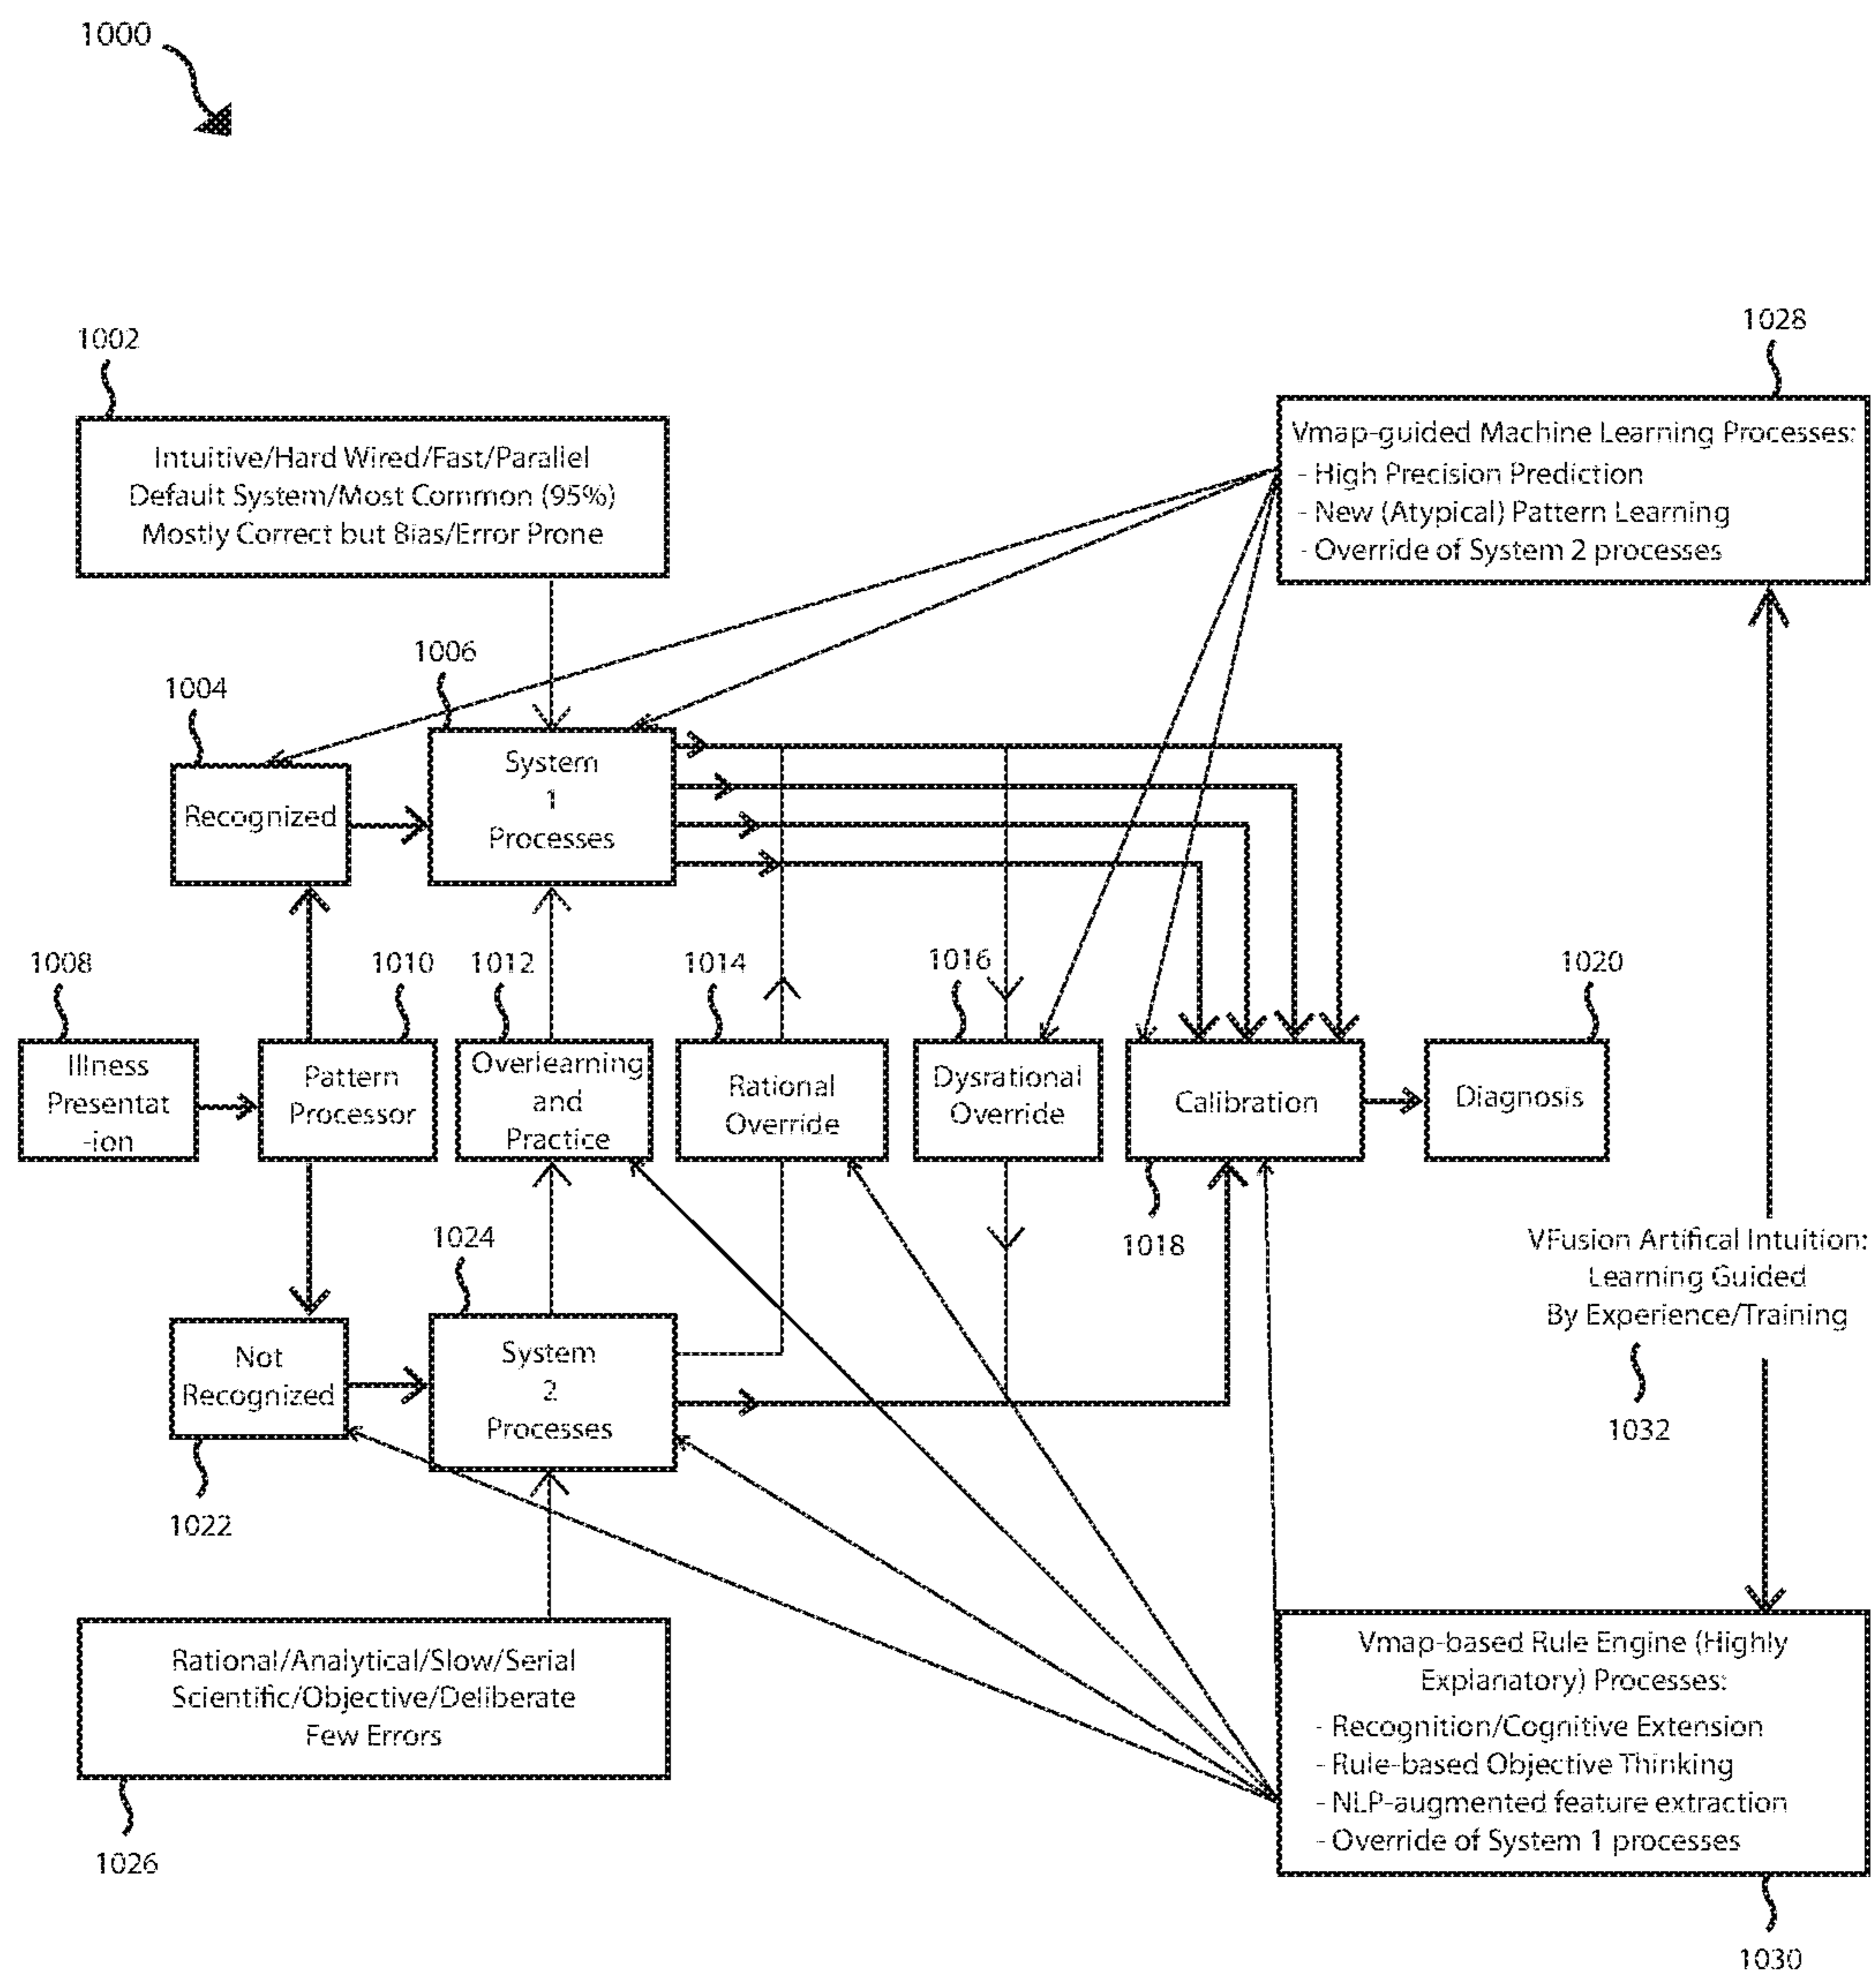 1000
1002
1028
Intuitive/Hard Wired/Fast/Parallel
Default System/Most Common (95%)
Mostly Correct but Bias/Error Prone
Vmap-guided Machine Learning Processes:
- High Precision Prediction
- New (Atypical) Pattern Learning
- Override of System 2 processes
1004
1006
Recognized
System
1
Processes
1008
1010
1012
1014
1016
1020
Illness
Presentat
-ion
Pattern
Processor
Overlearning
and
Practice
Rational
Override
Dysrational
Override
Calibration
Diagnosis
1018
1024
VFusion Artifical Intuition:
Learning Guided
By Experience/Training
1032
Not
Recognized
System
2
Processes
1022
Rational/Analytical/Slow/Serial
Scientific/Objective/Deliberate
Few Errors
1026
Vmap-based Rule Engine (Highly
Explanatory) Processes:
- Recognition/Cognitive Extension
- Rule-based Objective Thinking
- NLP-augmented feature extraction
- Override of System 1 processes
1030